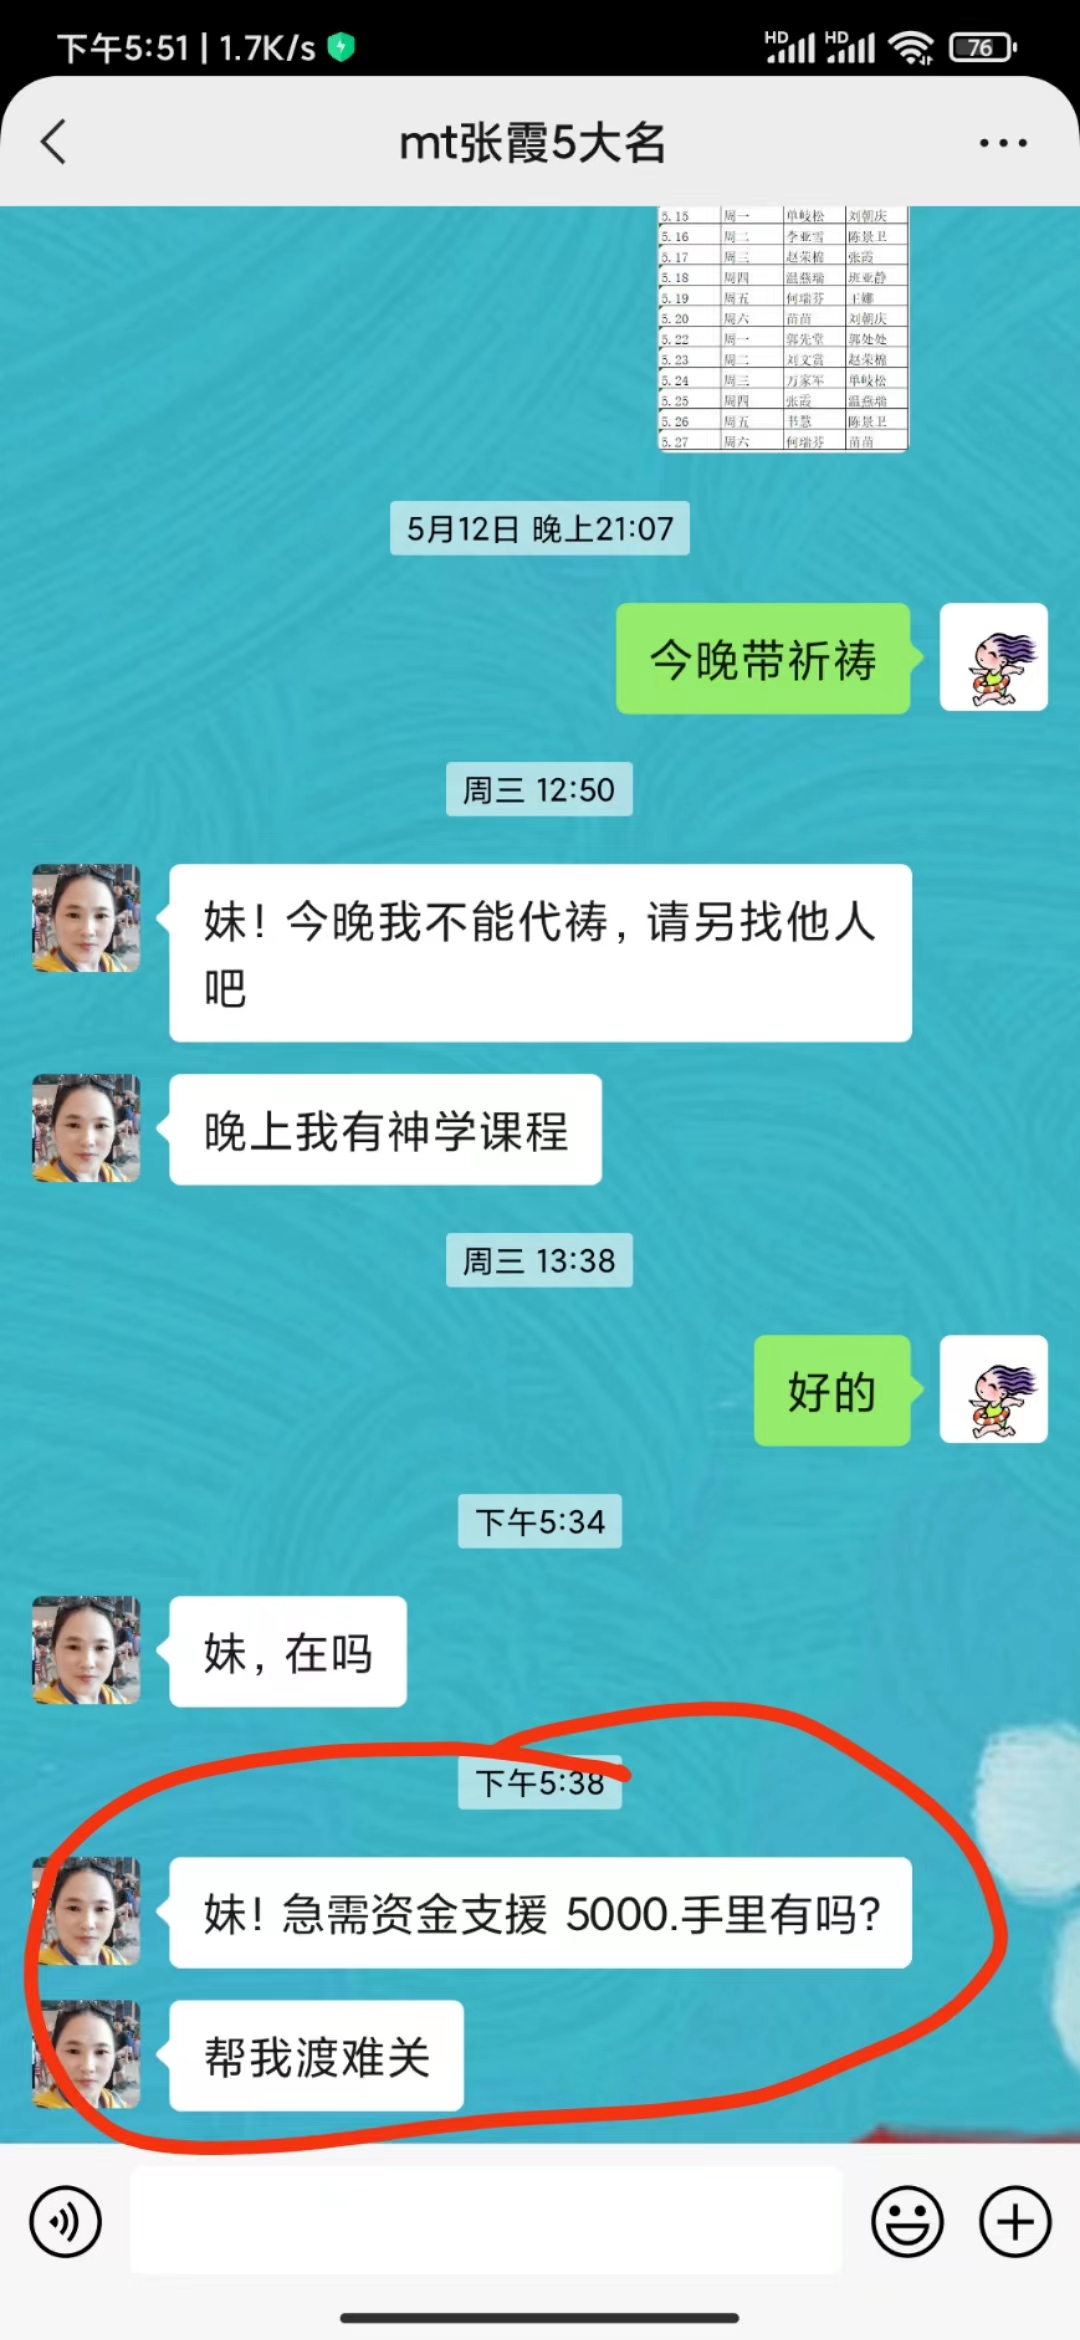 下午5:51 | 1.7K/s HD HD 76
mt张霞5大名
5.15 周一 单岐松 刘朝庆
5.16 周二 李亚雪 陈景卫
5.17 周三 赵荣棉 张霞
5.18 周四 温燕瑞 班亚静
5.19 周五 何瑞芬 王娜
5.20 周六 苗苗 刘朝庆
5.22 周一 郭先堂 郭处处
5.23 周二 刘文赏 赵荣棉
5.24 周三 万家军 单岐松
5.25 周四 张霞 温燕瑞
5.26 周五 书慧 陈景卫
5.27 周六 何瑞芬 苗苗
5月12日 晚上21:07
今晚带祈祷
周三 12:50
妹！今晚我不能代祷，请另找他人
吧
晚上我有神学课程
周三 13:38
好的
下午5:34
妹，在吗
下午5:38
妹！急需资金支援 5000.手里有吗?
帮我渡难关